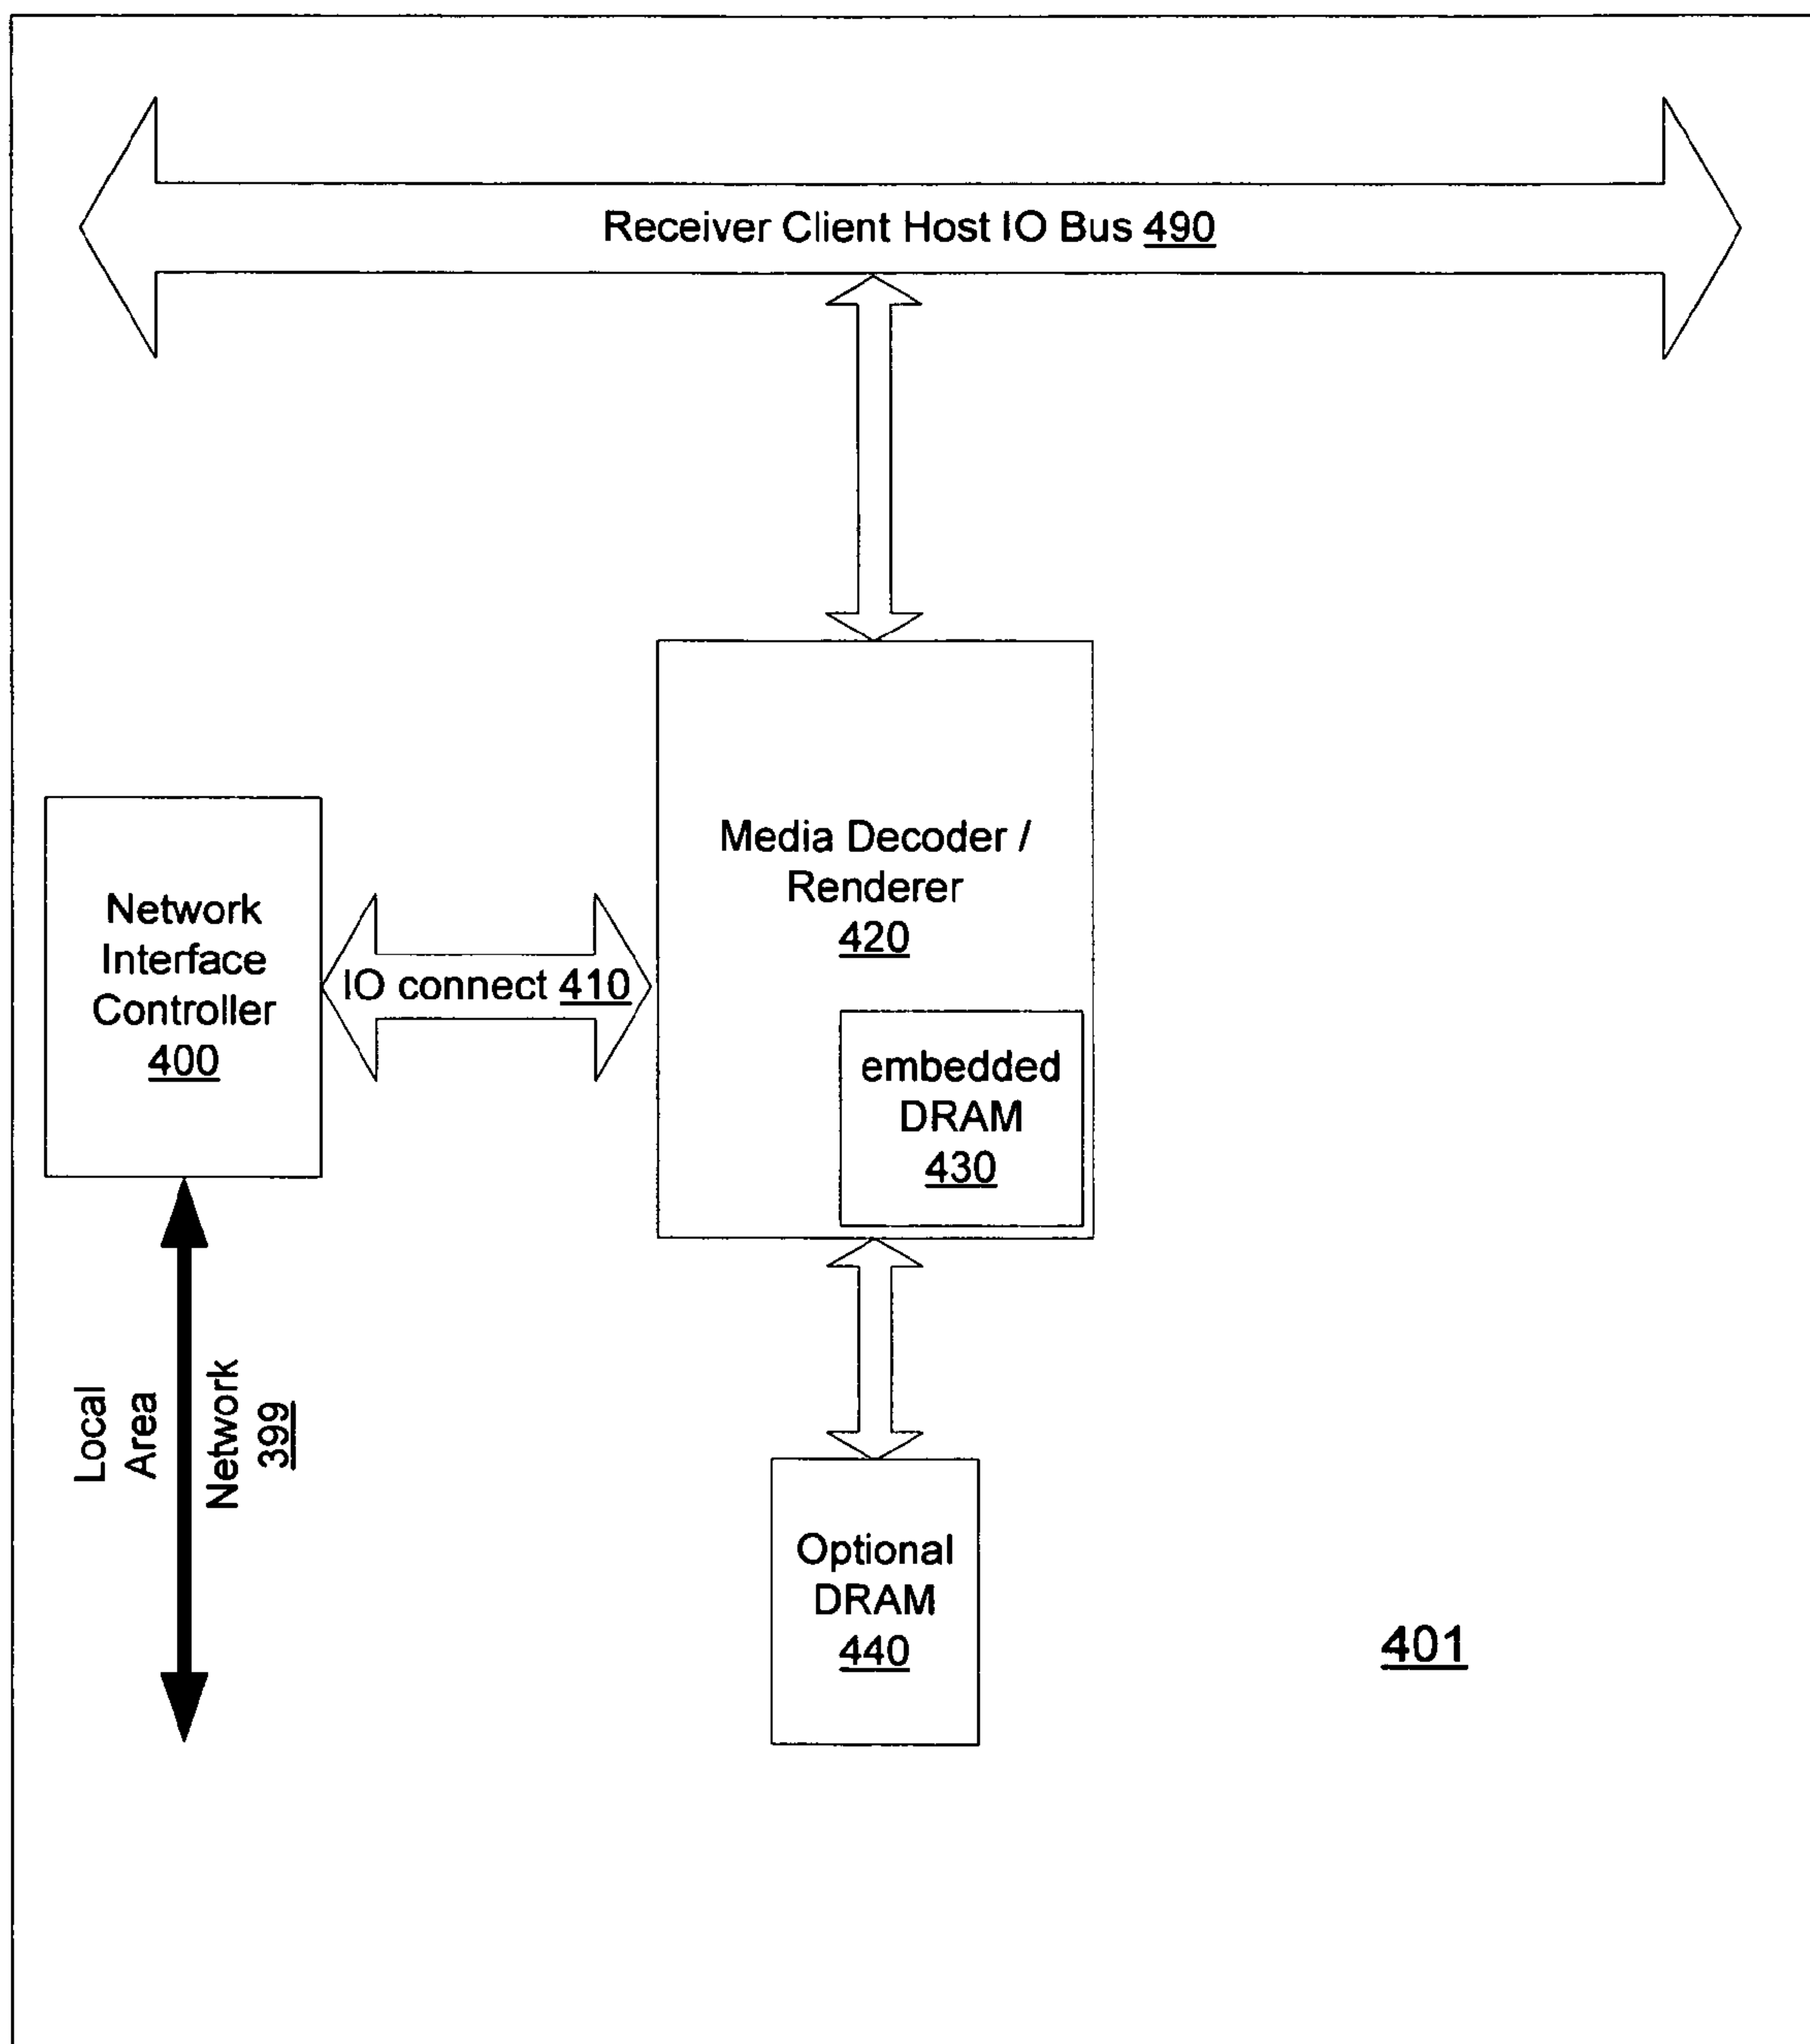 Receiver Client Host IO Bus 490
Media Decoder /
Renderer
420
Network
Interface
Controller
400
IO connect 410
embedded
DRAM
430
Local
Area
Network
399
Optional
DRAM
440
401